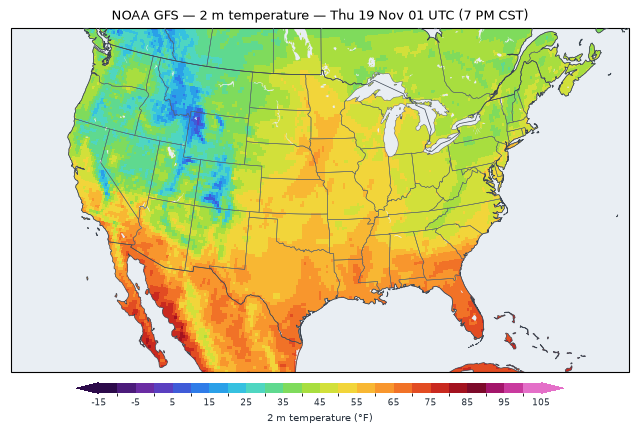 NOAA GFS — 2 m temperature — Thu 19 Nov 01 UTC (7 PM CST)
-15 -5 5 15 25 35 45 55 65 75 85 95 105
2 m temperature (°F)